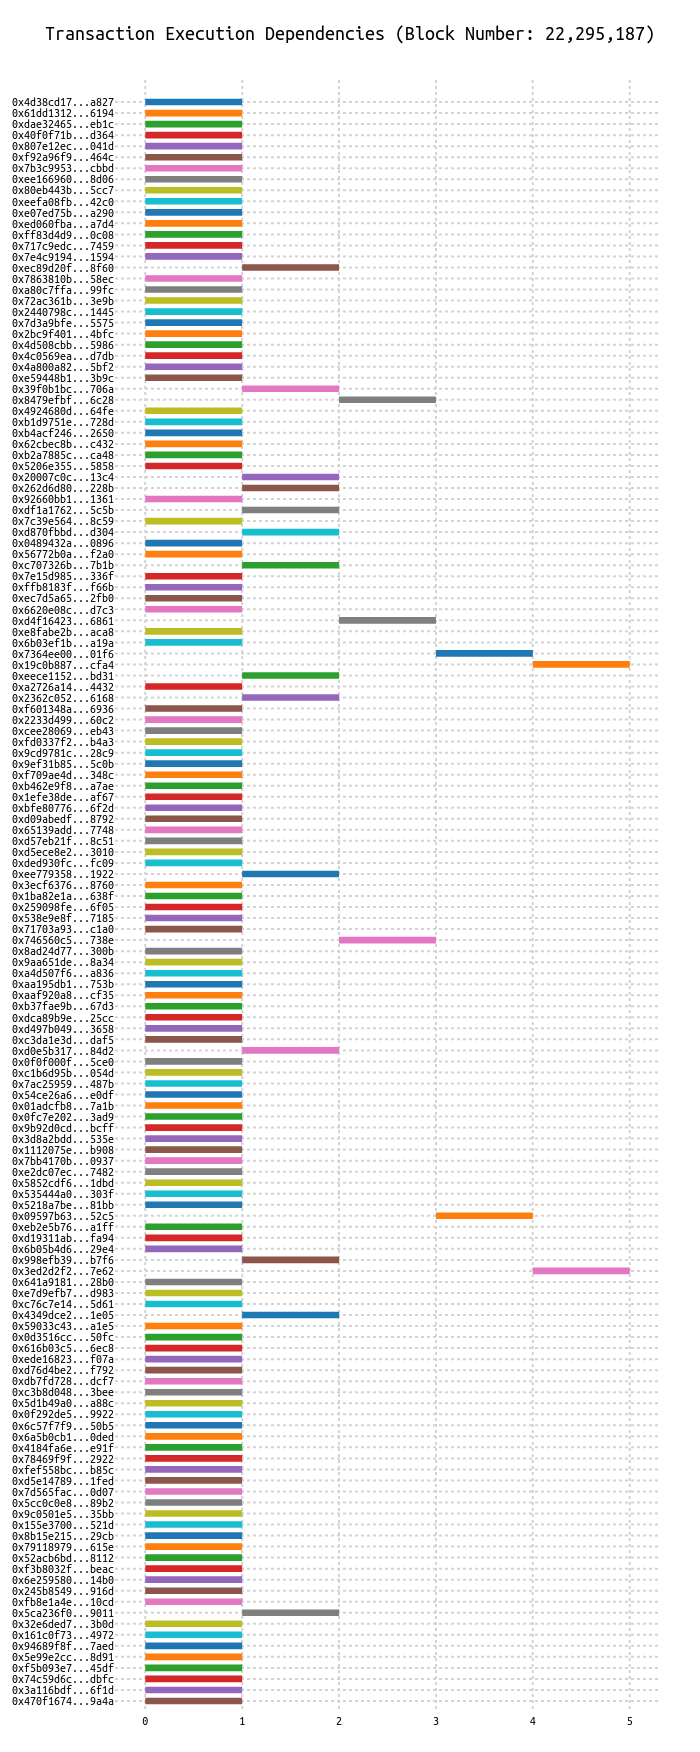 Transaction Execution Dependencies (Block Number: 22,295,187)
0x4d38cd17...a827
0x61dd1312...6194
0xdae32465...eb1c
0x40f0f71b...d364
0x807e12ec...041d
0xf92a96f9...464c
0x7b3c9953...cbbd
0xee166960...8d06
0x80eb443b...5cc7
0xeefa08fb...42c0
0xe07ed75b...a290
0xed060fba...a7d4
0xff83d4d9...0c08
0x717c9edc...7459
0x7e4c9194...1594
0xec89d20f...8f60
0x7863810b...58ec
0xa80c7ffa...99fc
0x72ac361b...3e9b
0x2440798c...1445
0x7d3a9bfe...5575
0x2bc9f401...4bfc
0x4d508cbb...5986
0x4c0569ea...d7db
0x4a800a82...5bf2
0xe59448b1...3b9c
0x39f0b1bc...706a
0x8479efbf...6c28
0x4924680d...64fe
0xb1d9751e...728d
0xb4acf246...2650
0x62cbec8b...c432
0xb2a7885c...ca48
0x5206e355...5858
0x20007c0c...13c4
0x262d6d80...228b
0x92660bb1...1361
0xdf1a1762...5c5b
0x7c39e564...8c59
0xd870fbbd...d304
0x0489432a...0896
0x56772b0a...f2a0
0xc707326b...7b1b
0x7e15d985...336f
0xffb8183f...f66b
0xec7d5a65...2fb0
0x6620e08c...d7c3
0xd4f16423...6861
0xe8fabe2b...aca8
0x6b03ef1b...a19a
0x7364ee00...01f6
0x19c0b887...cfa4
0xeece1152...bd31
0xa2726a14...4432
0x2362c052...6168
0xf601348a...6936
0x2233d499...60c2
0xcee28069...eb43
0xfd0337f2...b4a3
0x9cd9781c...28c9
0x9ef31b85...5c0b
0xf709ae4d...348c
0xb462e9f8...a7ae
0x1efe38de...af67
0xbfe80776...6f2d
0xd09abedf...8792
0x65139add...7748
0xd57eb21f...8c51
0xd5ece8e2...3010
0xded930fc...fc09
0xee779358...1922
0x3ecf6376...8760
0x1ba82e1a...638f
0x259098fe...6f05
0x538e9e8f...7185
0x71703a93...c1a0
0x746560c5...738e
0x8ad24d77...300b
0x9aa651de...8a34
0xa4d507f6...a836
0xaa195db1...753b
0xaaf920a8...cf35
0xb37fae9b...67d3
0xdca89b9e...25cc
0xd497b049...3658
0xc3da1e3d...daf5
0xd0e5b317...84d2
0x0f0f000f...5ce0
0xc1b6d95b...054d
0x7ac25959...487b
0x54ce26a6...e0df
0x01adcfb8...7a1b
0x0fc7e202...3ad9
0x9b92d0cd...bcff
0x3d8a2bdd...535e
0x1112075e...b908
0x7bb4170b...0937
0xe2dc07ec...7482
0x5852cdf6...1dbd
0x535444a0...303f
0x5218a7be...81bb
0x09597b63...52c5
0xeb2e5b76...a1ff
0xd19311ab...fa94
0x6b05b4d6...29e4
0x998efb39...b7f6
0x3ed2d2f2...7e62
0x641a9181...28b0
0xe7d9efb7...d983
0xc76c7e14...5d61
0x4349dce2...1e05
0x59033c43...a1e5
0x0d3516cc...50fc
0x616b03c5...6ec8
0xede16823...f07a
0xd76d4be2...f792
0xdb7fd728...dcf7
0xc3b8d048...3bee
0x5d1b49a0...a88c
0x0f292de5...9922
0x6c57f7f9...50b5
0x6a5b0cb1...0ded
0x4184fa6e...e91f
0x78469f9f...2922
0xfef558bc...b85c
0xd5e14789...1fed
0x7d565fac...0d07
0x5cc0c0e8...89b2
0x9c0501e5...35bb
0x155e3700...521d
0x8b15e215...29cb
0x79118979...615e
0x52acb6bd...8112
0xf3b8032f...beac
0x6e259580...14b0
0x245b8549...916d
0xfb8e1a4e...10cd
0x5ca236f0...9011
0x32e6ded7...3b0d
0x161c0f73...4972
0x94689f8f...7aed
0x5e99e2cc...8d91
0xf5b093e7...45df
0x74c59d6c...dbfc
0x3a116bdf...6f1d
0x470f1674...9a4a
0 1 2 3 4 5